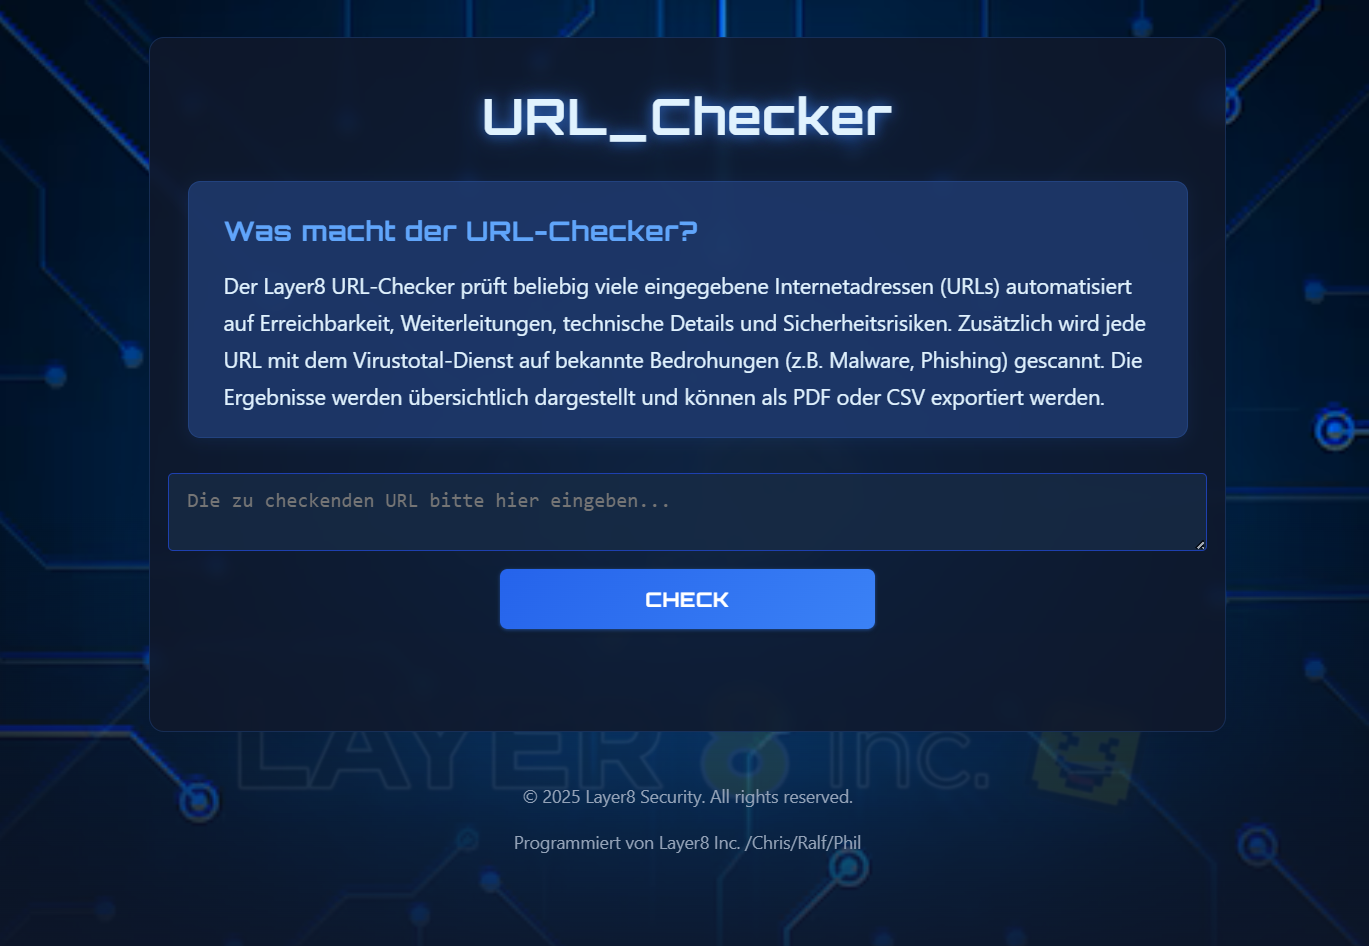 URL_Checker
Was macht der URL-Checker?
Der Layer8 URL-Checker prüft beliebig viele eingegebene Internetadressen (URLs) automatisiert
auf Erreichbarkeit, Weiterleitungen, technische Details und Sicherheitsrisiken. Zusätzlich wird jede
URL mit dem Virustotal-Dienst auf bekannte Bedrohungen (z.B. Malware, Phishing) gescannt. Die
Ergebnisse werden übersichtlich dargestellt und können als PDF oder CSV exportiert werden.
Die zu checkenden URL bitte hier eingeben...
CHECK
LAYER 8 Inc.
© 2025 Layer8 Security. All rights reserved.
Programmiert von Layer8 Inc. /Chris/Ralf/Phil